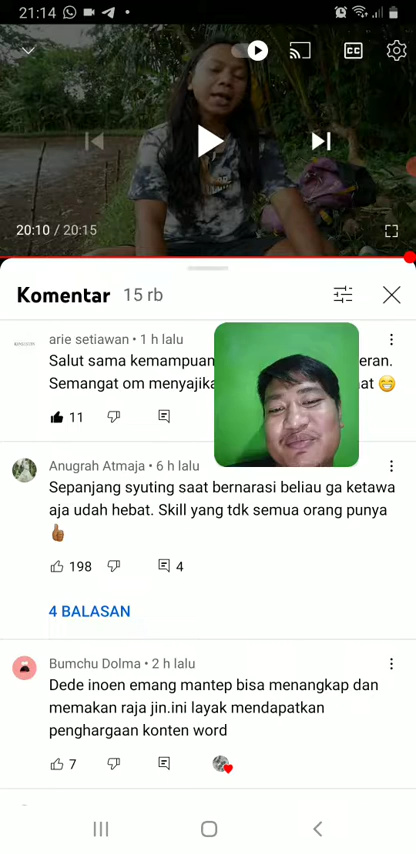 21:14
CC
20:10 / 20:15
Komentar 15 rb
arie setiawan • 1 h lalu
Salut sama kemampuan eran.
Semangat om menyajika at 😁
11
Anugrah Atmaja • 6 h lalu
Sepanjang syuting saat bernarasi beliau ga ketawa
aja udah hebat. Skill yang tdk semua orang punya
👍🏾
198 4
4 BALASAN
Bumchu Dolma • 2 h lalu
Dede inoen emang mantep bisa menangkap dan
memakan raja jin.ini layak mendapatkan
penghargaan konten word
7